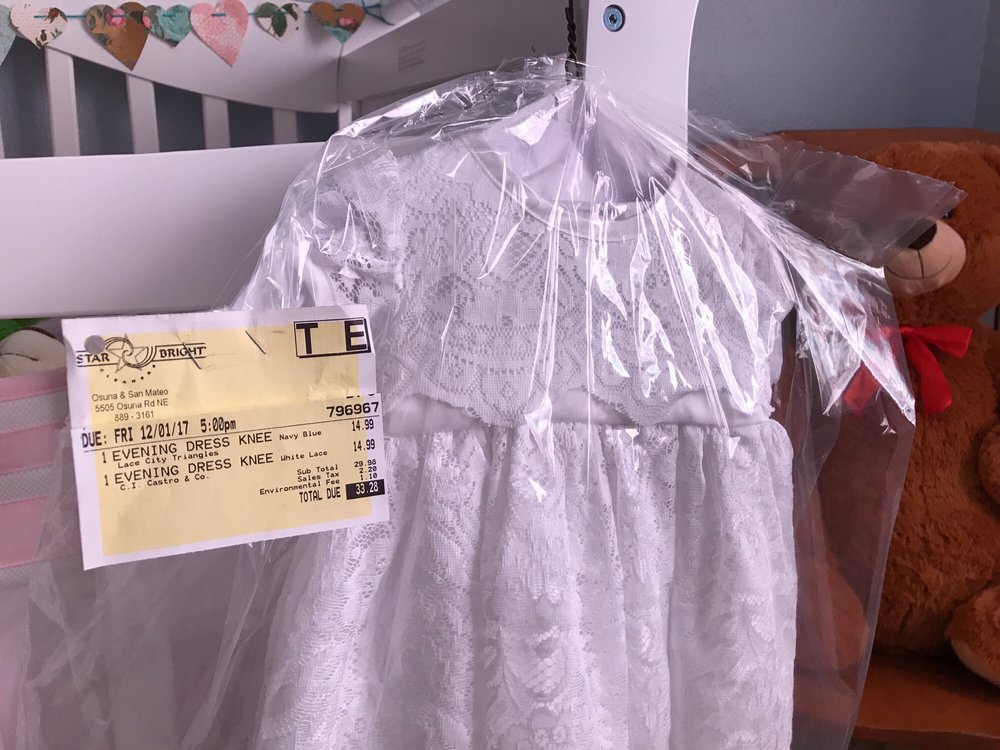 T E
STAR BRIGHT
CLEANERS
Osuna & San Mateo
5505 Osuna Rd NE
889 - 3161
796967
DUE: FRI 12/01/17 5:00pm
1 EVENING DRESS KNEE Navy Blue 14.99
Lace City Triangles
1 EVENING DRESS KNEE White Lace 14.99
C.I. Castro & Co.
Sub Total 29.98
Sales Tax 2.20
Environmental Fee 1.10
TOTAL DUE 33.28